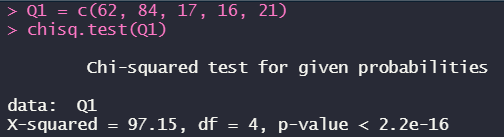 > Q1 = c(62, 84, 17, 16, 21)
> chisq.test(Q1)
Chi-squared test for given probabilities
data:  Q1
X-squared = 97.15, df = 4, p-value < 2.2e-16